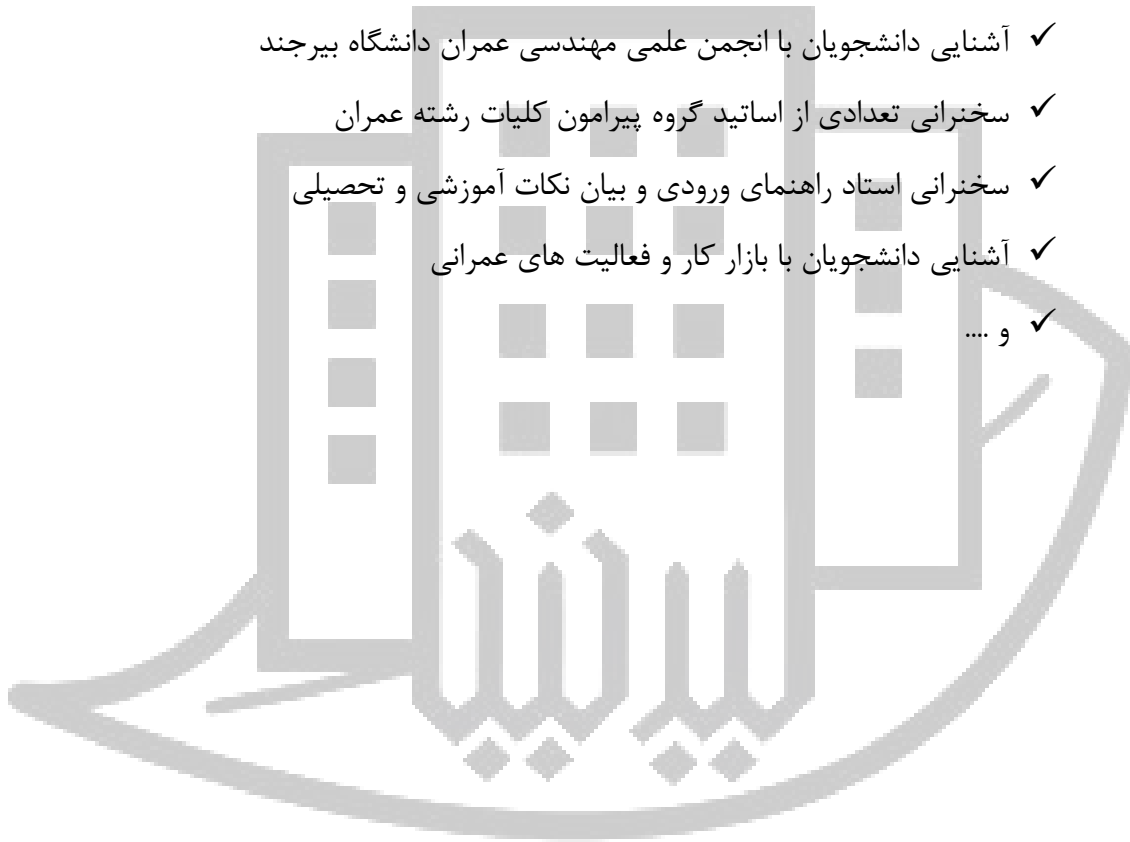 ✓ آشنایی دانشجویان با انجمن علمی مهندسی عمران دانشگاه بیرجند
✓ سخنرانی تعدادی از اساتید گروه پیرامون کلیات رشته عمران
✓ سخنرانی استاد راهنمای ورودی و بیان نکات آموزشی و تحصیلی
✓ آشنایی دانشجویان با بازار کار و فعالیت های عمرانی
✓ و ....